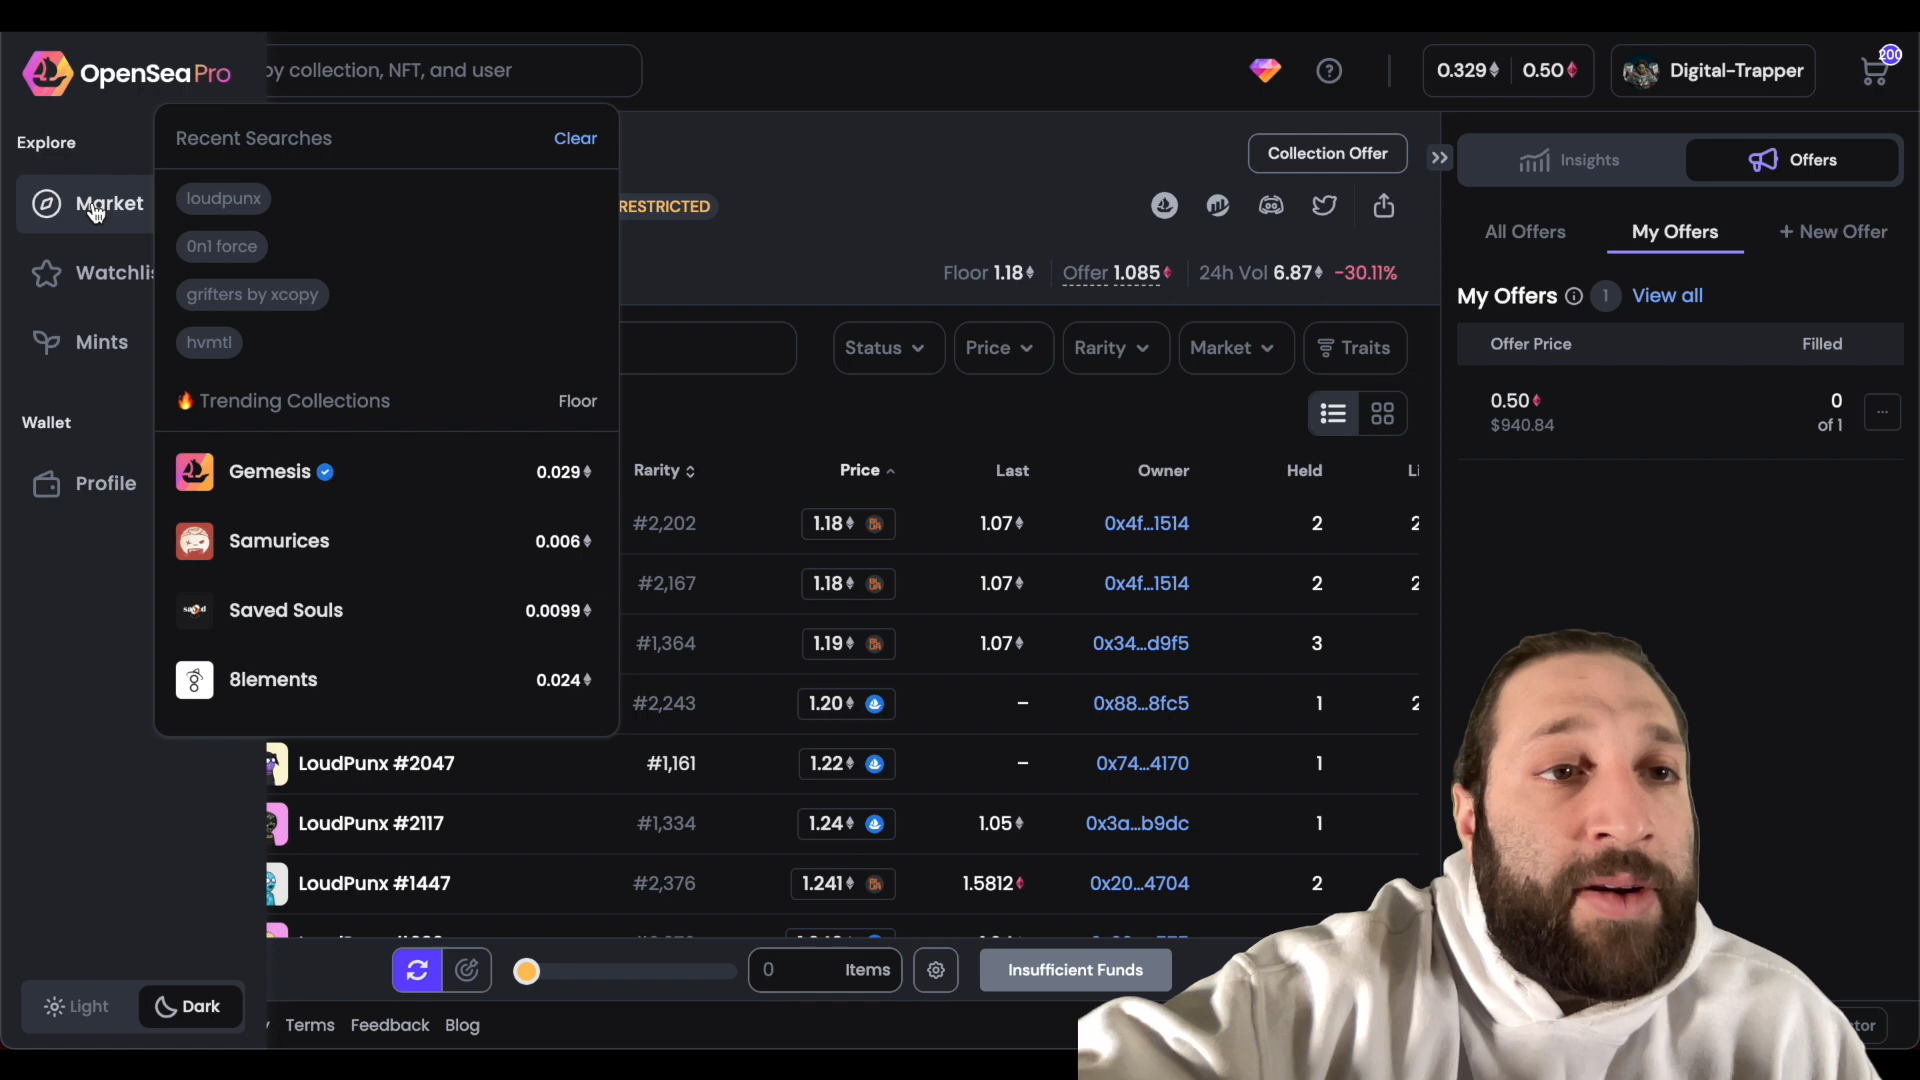 OpenSea Pro
by collection, NFT, and user
0.329
0.50
Digital-Trapper
200
Explore
Market
Watchlis
Mints
Wallet
Profile
Recent Searches
Clear
loudpunx
0n1 force
grifters by xcopy
hvmtl
Trending Collections
Floor
Gemesis
0.029
Samurices
0.006
Saved Souls
0.0099
8lements
0.024
Collection Offer
RESTRICTED
Floor 1.18
Offer 1.085
24h Vol 6.87
-30.11%
Status
Price
Rarity
Market
Traits
Rarity
Price
Last
Owner
Held
Li
#2,202
1.18
1.07
0x4f...1514
2
2
#2,167
1.18
1.07
0x4f...1514
2
2
#1,364
1.19
1.07
0x34...d9f5
3
#2,243
1.20
–
0x88...8fc5
1
2
LoudPunx #2047
#1,161
1.22
–
0x74...4170
1
LoudPunx #2117
#1,334
1.24
1.05
0x3a...b9dc
1
LoudPunx #1447
#2,376
1.241
1.5812
0x20...4704
2
0
Items
Insufficient Funds
Light
Dark
Terms
Feedback
Blog
Insights
Offers
All Offers
My Offers
+ New Offer
My Offers
1
View all
Offer Price
Filled
0.50
0
$940.84
of 1
...